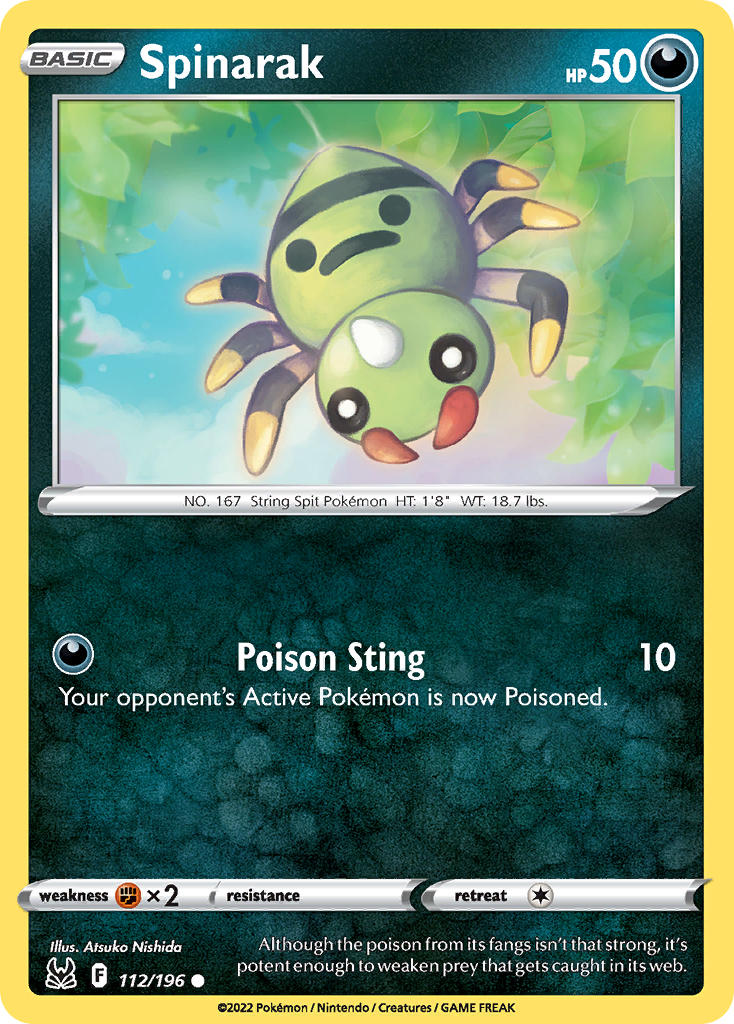 BASIC
Spinarak
HP50
NO. 167 String Spit Pokémon HT: 1'8" WT: 18.7 lbs.
Poison Sting 10
Your opponent's Active Pokémon is now Poisoned.
weakness ×2 resistance retreat
Illus. Atsuko Nishida
Although the poison from its fangs isn't that strong, it's
potent enough to weaken prey that gets caught in its web.
F 112/196
©2022 Pokémon / Nintendo / Creatures / GAME FREAK